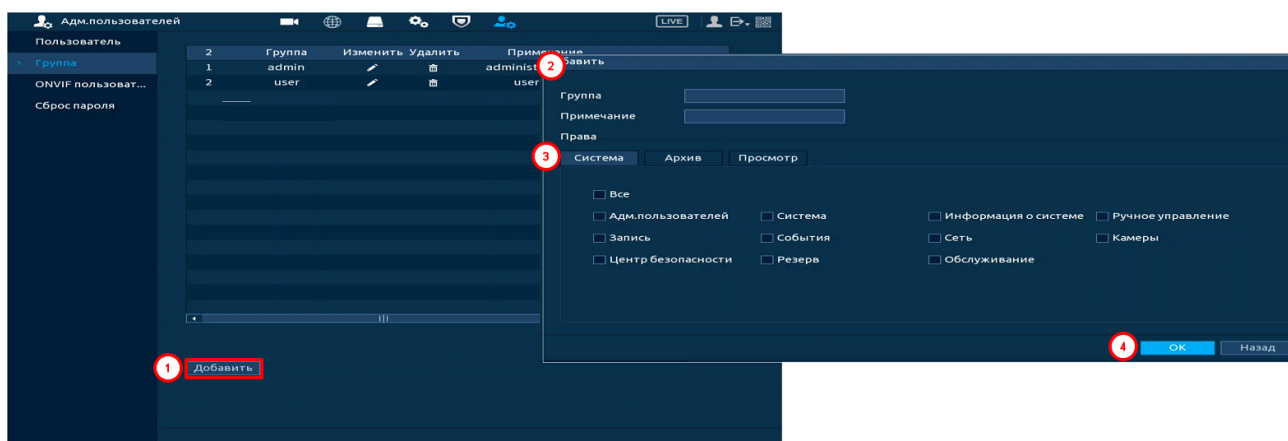 Адм.пользователей LIVE
Пользователь
Группа
ONVIF пользоват...
Сброс пароля
2 Группа Изменить Удалить Примечание
1 admin administ
2 user user
1 Добавить
2 бавить
Группа
Примечание
Права
3 Система Архив Просмотр
Все
Адм.пользователей Система Информация о системе Ручное управление
Запись События Сеть Камеры
Центр безопасности Резерв Обслуживание
4 OK Назад